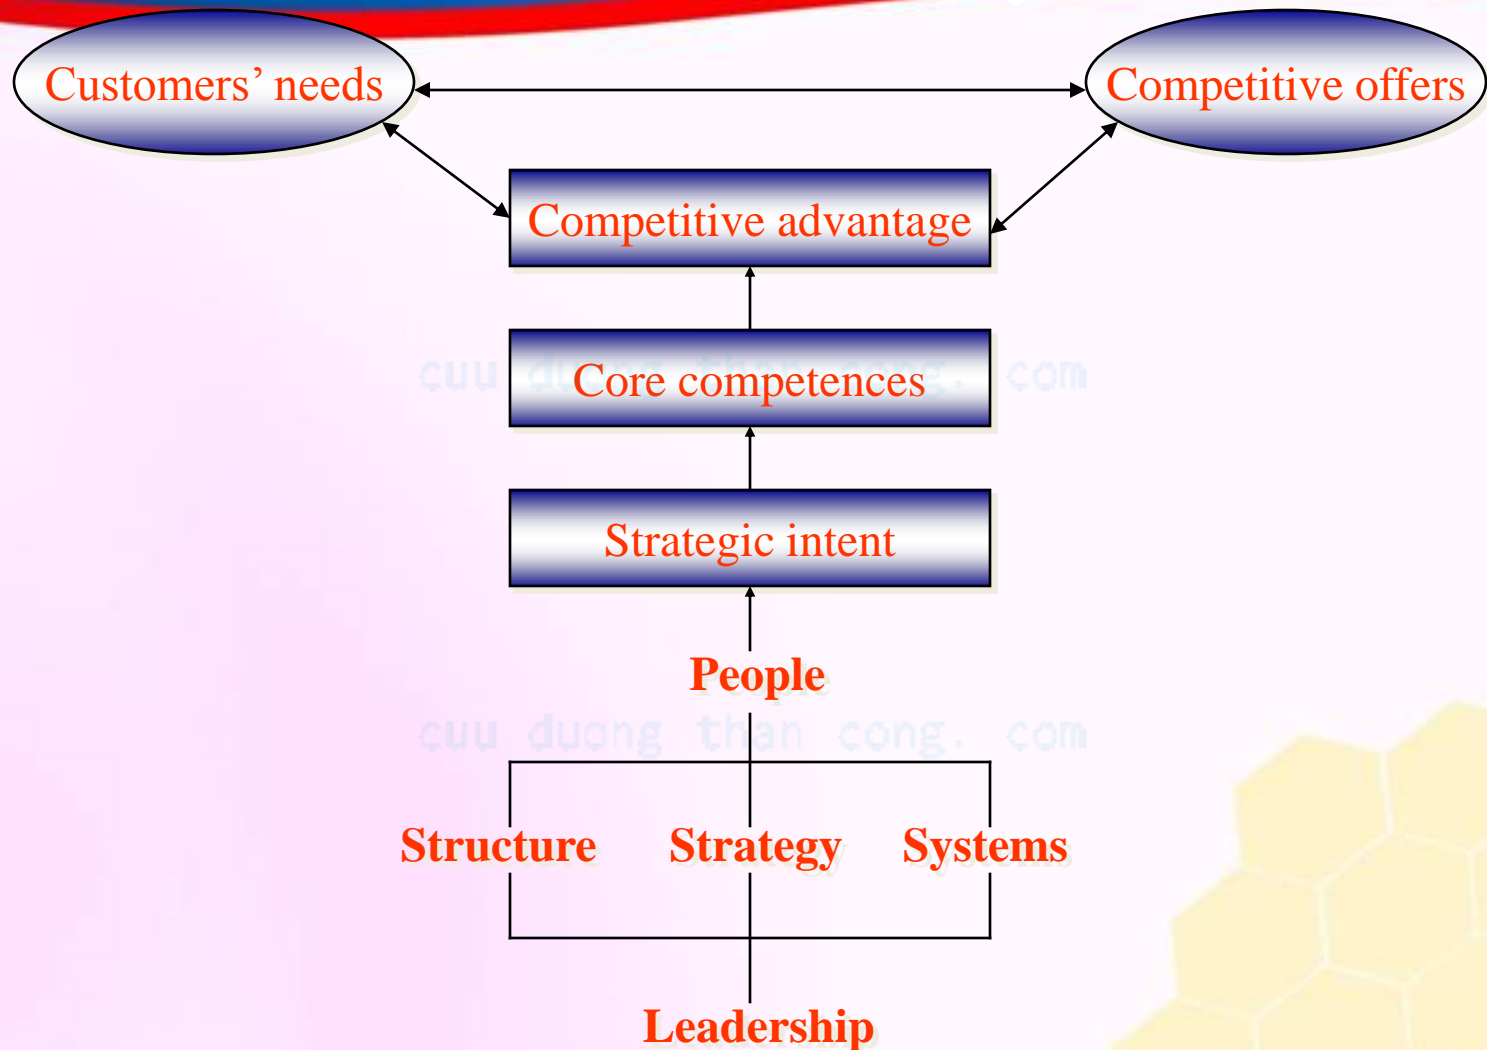 Customers’ needs
Competitive offers
Competitive advantage
cuu duong than cong. com
Core competences
Strategic intent
People
cuu duong than cong. com
Structure
Strategy
Systems
Leadership